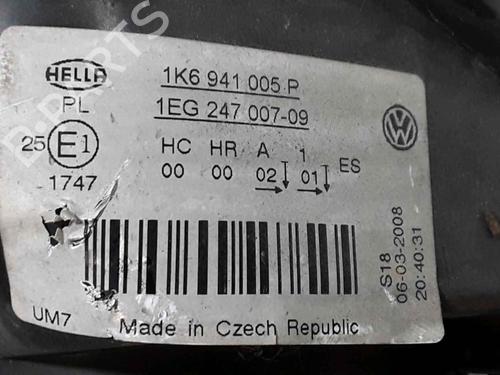 HELLA
1K6 941 005 P
PL
1EG 247 007-09
25 E1
1747
HC HR A 1
00 00 02 01 ES
S18
06-03-2008
20:40:31
UM7
Made in Czech Republic
B-PARTS